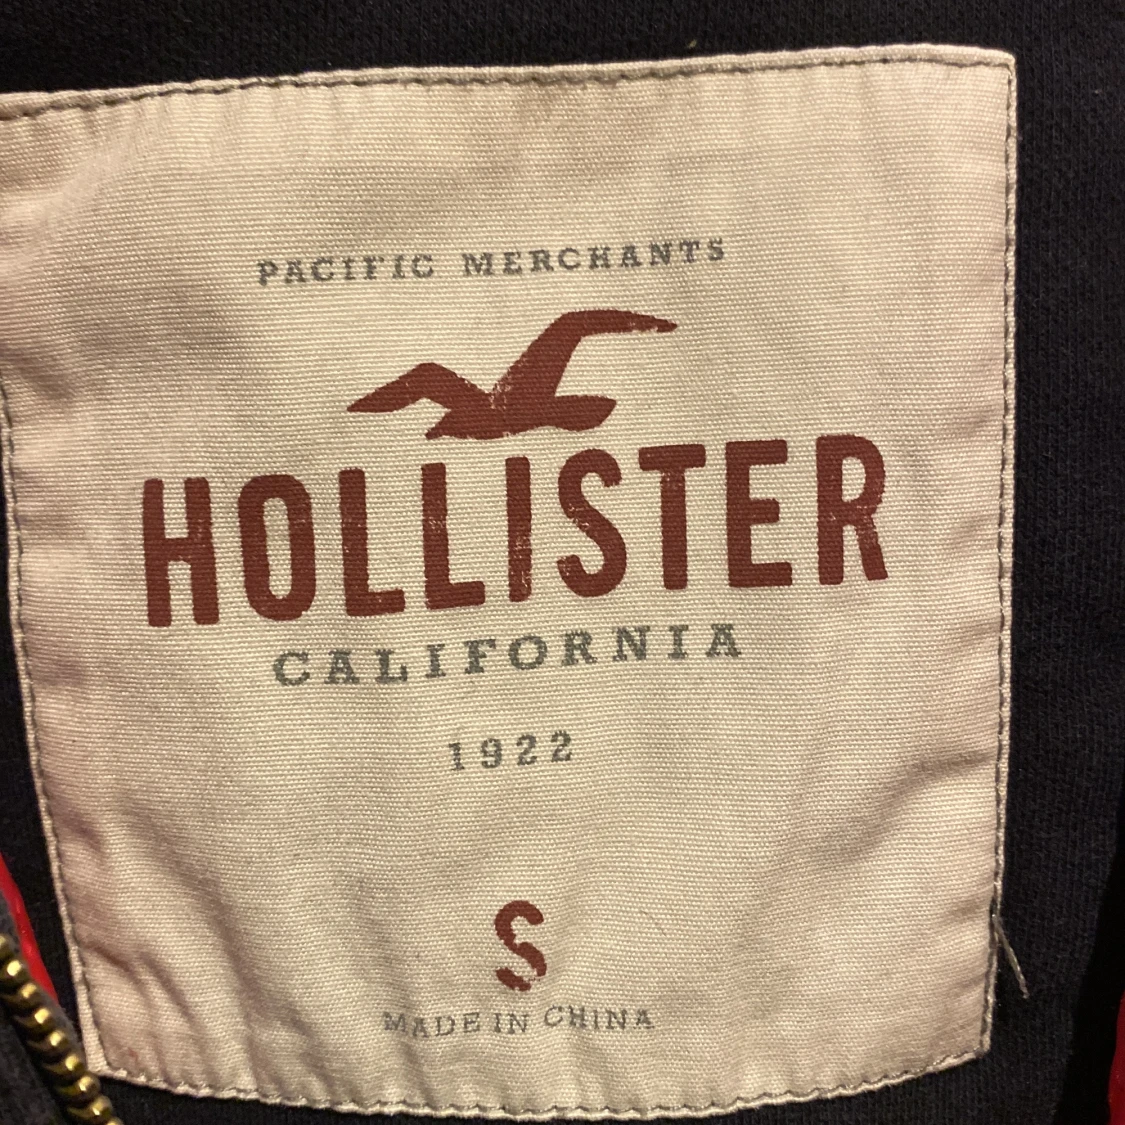 PACIFIC MERCHANTS
HOLLISTER
CALIFORNIA
1922
S
MADE IN CHINA